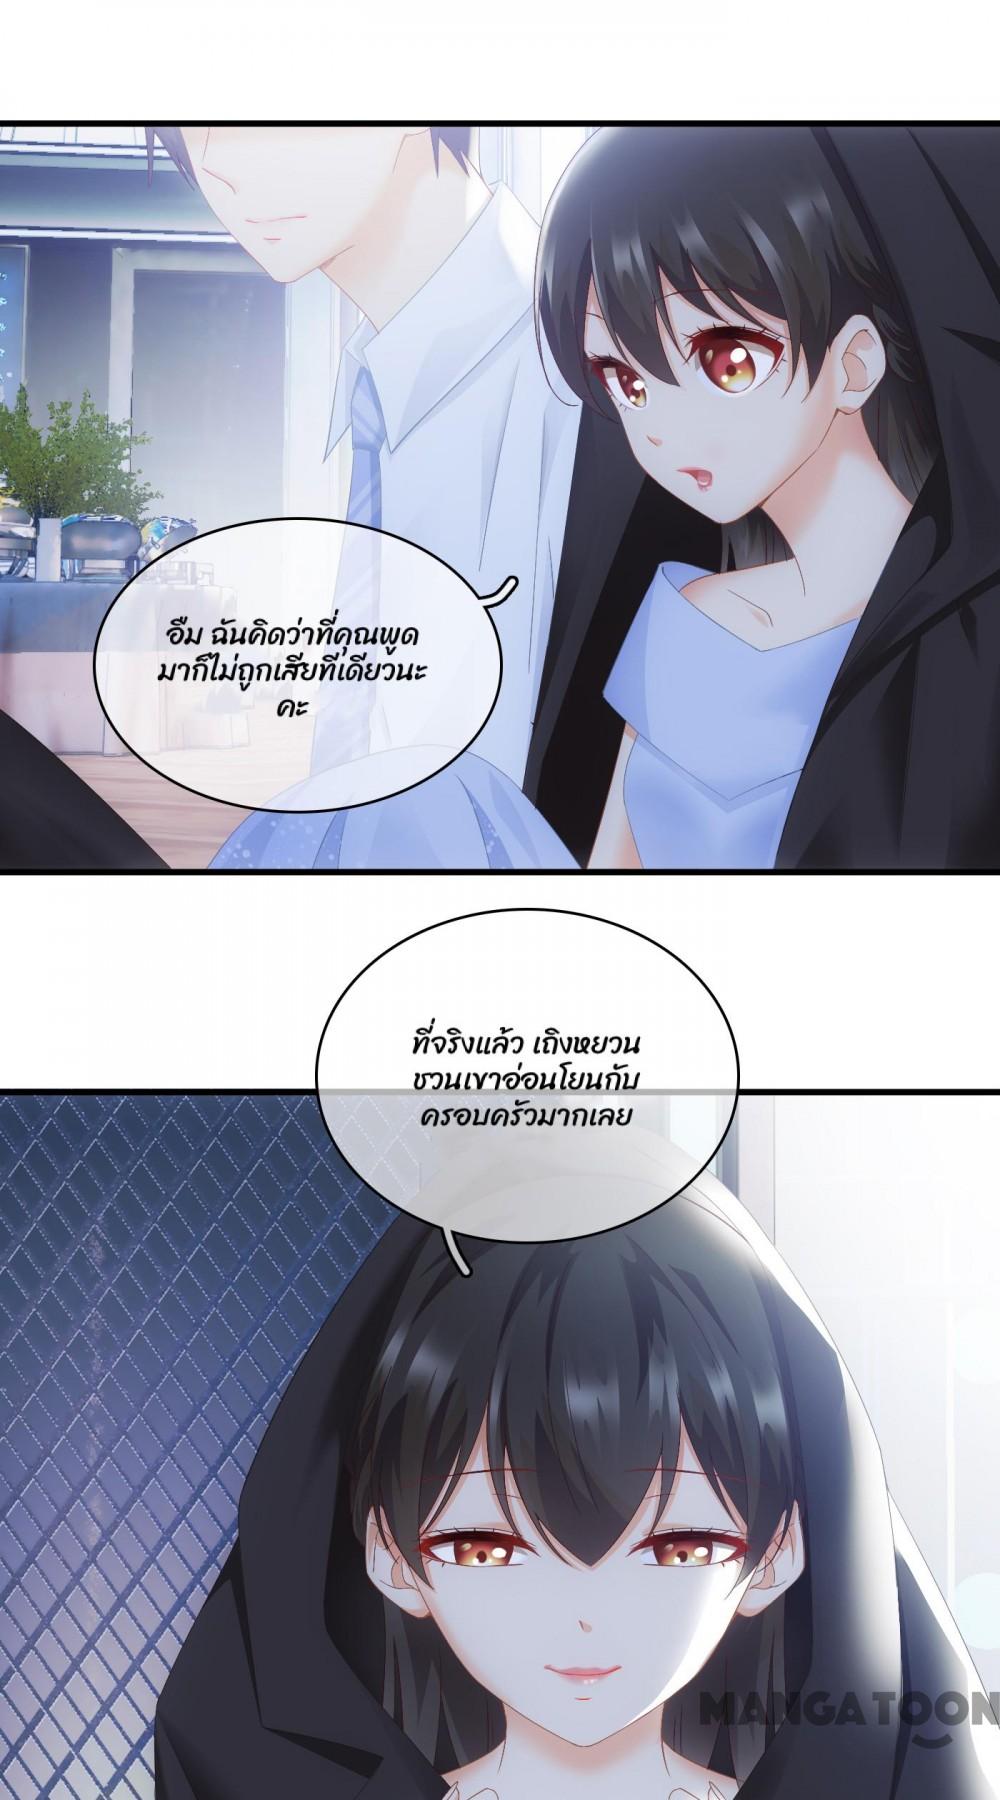 อืม ฉันคิดว่าที่คุณพูด
มาก็ไม่ถูกเสียทีเดียวนะ
คะ
ที่จริงแล้ว เถิงหยวน
ชวนเขาอ่อนโยนกับ
ครอบครัวมากเลย
MANGATOON